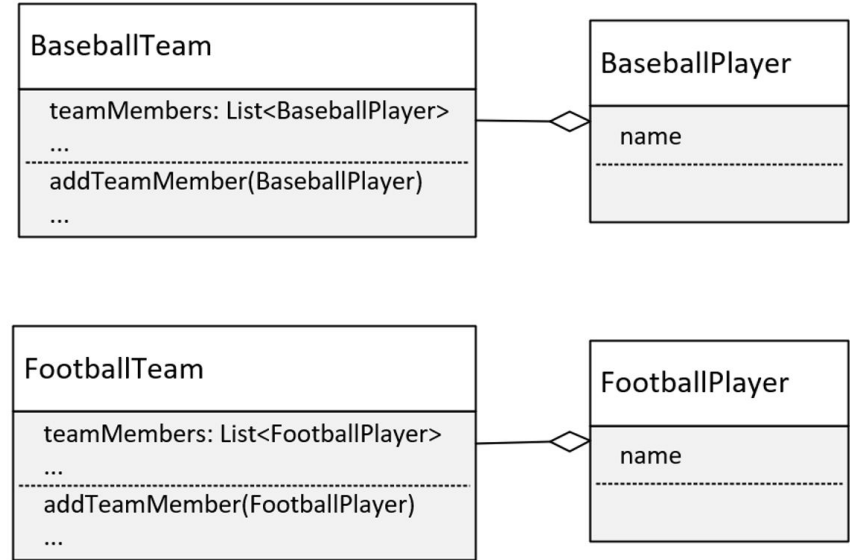 BaseballTeam
teamMembers: List<BaseballPlayer>
...
addTeamMember(BaseballPlayer)
...
BaseballPlayer
name
FootballTeam
teamMembers: List<FootballPlayer>
...
addTeamMember(FootballPlayer)
...
FootballPlayer
name